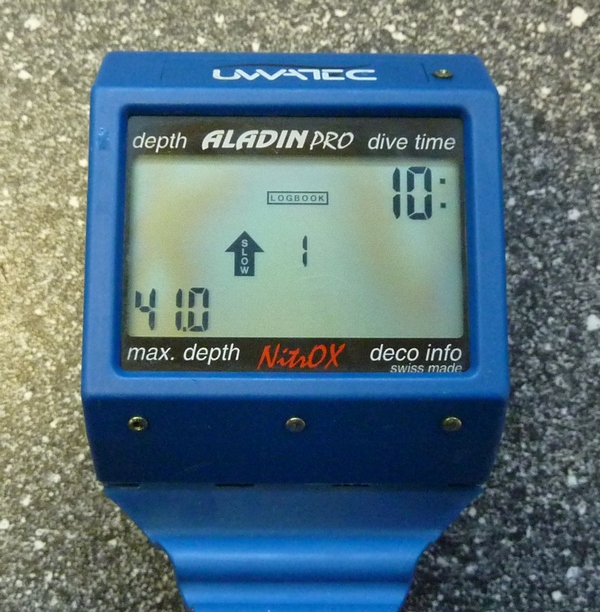 UWATEC
depth ALADIN PRO dive time
LOGBOOK 10:
SLOW 1
41.0
max. depth NitrOX deco info
swiss made